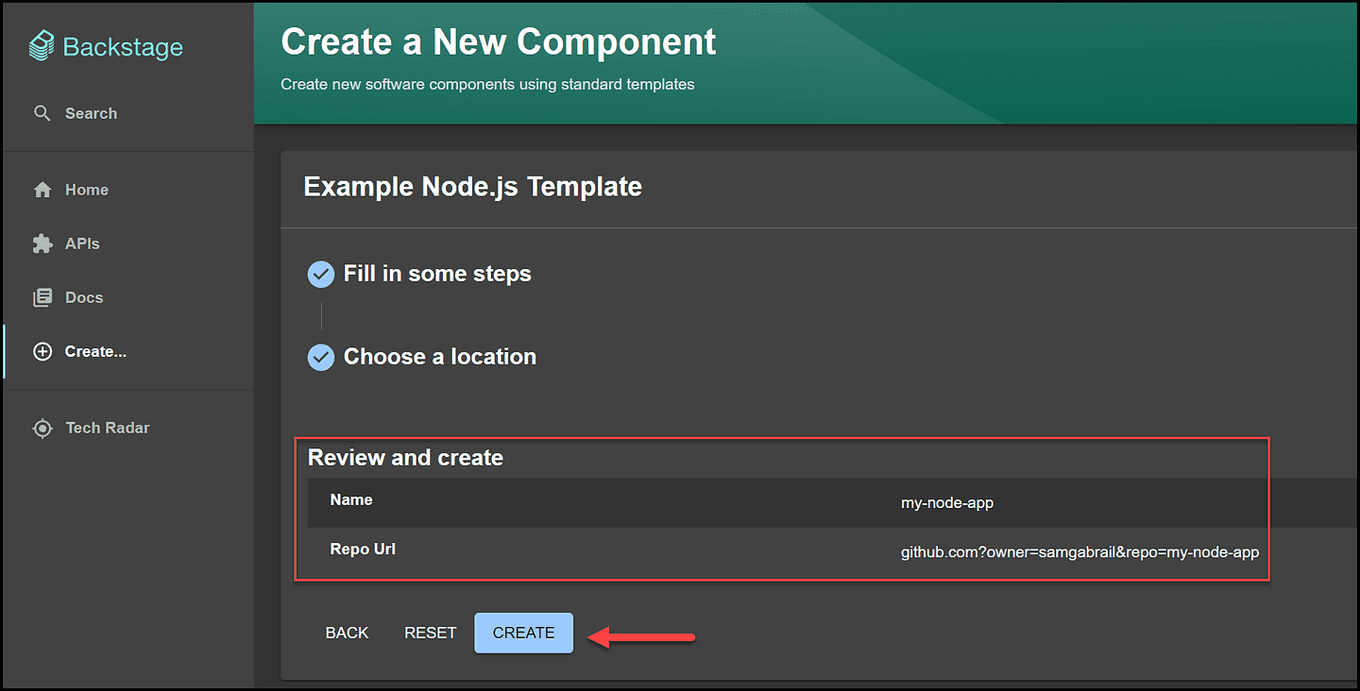 Backstage
Search
Home
APIs
Docs
Create...
Tech Radar
Create a New Component
Create new software components using standard templates
Example Node.js Template
Fill in some steps
Choose a location
Review and create
Name my-node-app
Repo Url github.com?owner=samgabrail&repo=my-node-app
BACK RESET CREATE